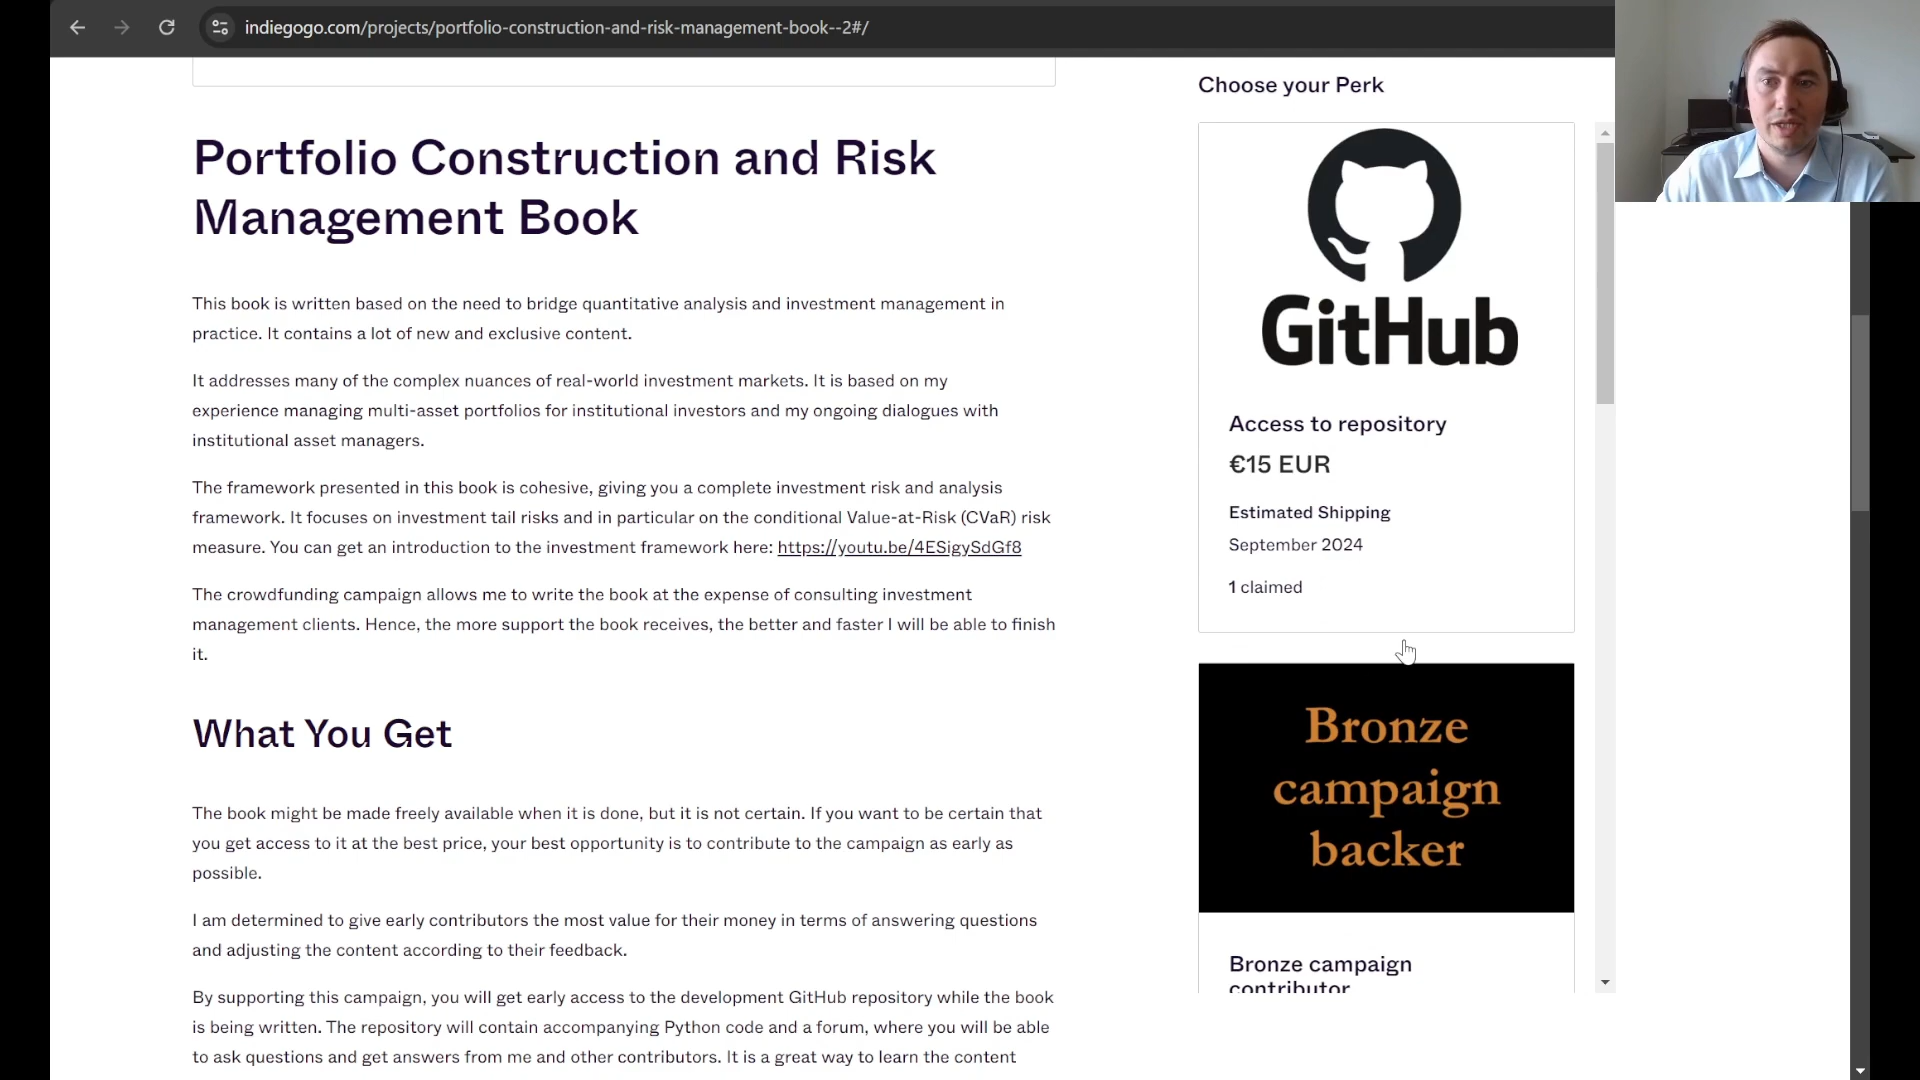 indiegogo.com/projects/portfolio-construction-and-risk-management-book--2#/
Portfolio Construction and Risk
Management Book
This book is written based on the need to bridge quantitative analysis and investment management in
practice. It contains a lot of new and exclusive content.
It addresses many of the complex nuances of real-world investment markets. It is based on my
experience managing multi-asset portfolios for institutional investors and my ongoing dialogues with
institutional asset managers.
The framework presented in this book is cohesive, giving you a complete investment risk and analysis
framework. It focuses on investment tail risks and in particular on the conditional Value-at-Risk (CVaR) risk
measure. You can get an introduction to the investment framework here: https://youtu.be/4ESigySdGf8
The crowdfunding campaign allows me to write the book at the expense of consulting investment
management clients. Hence, the more support the book receives, the better and faster I will be able to finish
it.
What You Get
The book might be made freely available when it is done, but it is not certain. If you want to be certain that
you get access to it at the best price, your best opportunity is to contribute to the campaign as early as
possible.
I am determined to give early contributors the most value for their money in terms of answering questions
and adjusting the content according to their feedback.
By supporting this campaign, you will get early access to the development GitHub repository while the book
is being written. The repository will contain accompanying Python code and a forum, where you will be able
to ask questions and get answers from me and other contributors. It is a great way to learn the content
Choose your Perk
GitHub
Access to repository
€15 EUR
Estimated Shipping
September 2024
1 claimed
Bronze
campaign
backer
Bronze campaign
contributor